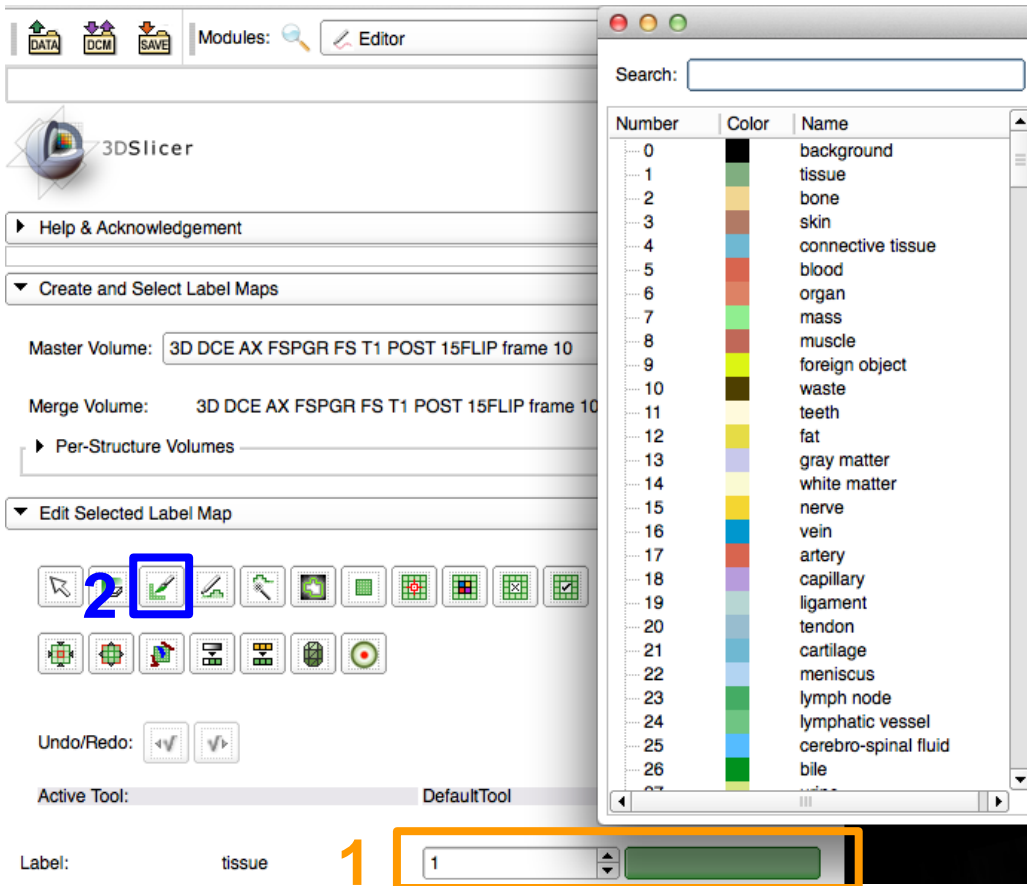 DATA DCM SAVE Modules: Editor
3DSlicer
Help & Acknowledgement
Create and Select Label Maps
Master Volume: 3D DCE AX FSPGR FS T1 POST 15FLIP frame 10
Merge Volume: 3D DCE AX FSPGR FS T1 POST 15FLIP frame 10
Per-Structure Volumes
Edit Selected Label Map
2
Undo/Redo:
Active Tool: DefaultTool
Label: tissue 1 1
Search:
Number Color Name
0 background
1 tissue
2 bone
3 skin
4 connective tissue
5 blood
6 organ
7 mass
8 muscle
9 foreign object
10 waste
11 teeth
12 fat
13 gray matter
14 white matter
15 nerve
16 vein
17 artery
18 capillary
19 ligament
20 tendon
21 cartilage
22 meniscus
23 lymph node
24 lymphatic vessel
25 cerebro-spinal fluid
26 bile